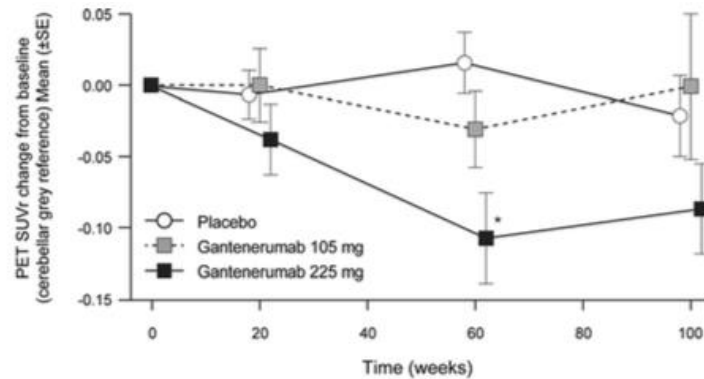 PET SUVr change from baseline
(cerebellar grey reference) Mean (±SE)
0.05
0.00
-0.05
-0.10
-0.15
*
Placebo
Gantenerumab 105 mg
Gantenerumab 225 mg
0
20
40
60
80
100
Time (weeks)